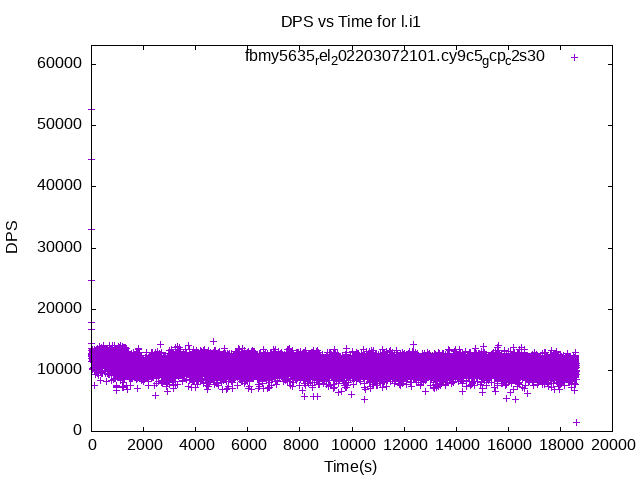 DPS vs Time for l.i1
fbmy5635rel202203072101.cy9c5gcpc2s30
60000
50000
40000
30000
20000
10000
0
DPS
0 2000 4000 6000 8000 10000 12000 14000 16000 18000 20000
Time(s)